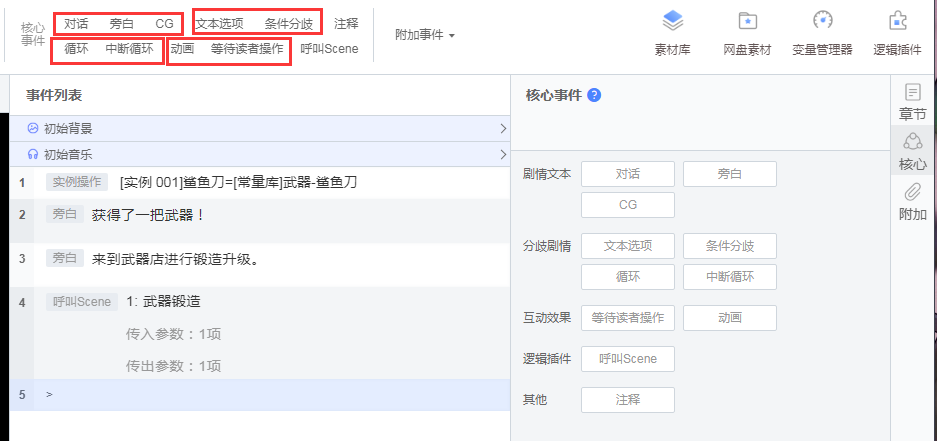 核心事件
对话 旁白 CG 文本选项 条件分歧 注释
循环 中断循环 动画 等待读者操作 呼叫Scene
附加事件
素材库 网盘素材 变量管理器 逻辑插件
事件列表
初始背景
初始音乐
1 实例操作 [实例 001]鲨鱼刀=[常量库]武器-鲨鱼刀
2 旁白 获得了一把武器！
3 旁白 来到武器店进行锻造升级。
4 呼叫Scene 1: 武器锻造
传入参数：1项
传出参数：1项
5 >
核心事件 ?
剧情文本 对话 旁白
CG
分歧剧情 文本选项 条件分歧
循环 中断循环
互动效果 等待读者操作 动画
逻辑插件 呼叫Scene
其他 注释
章节
核心
附加